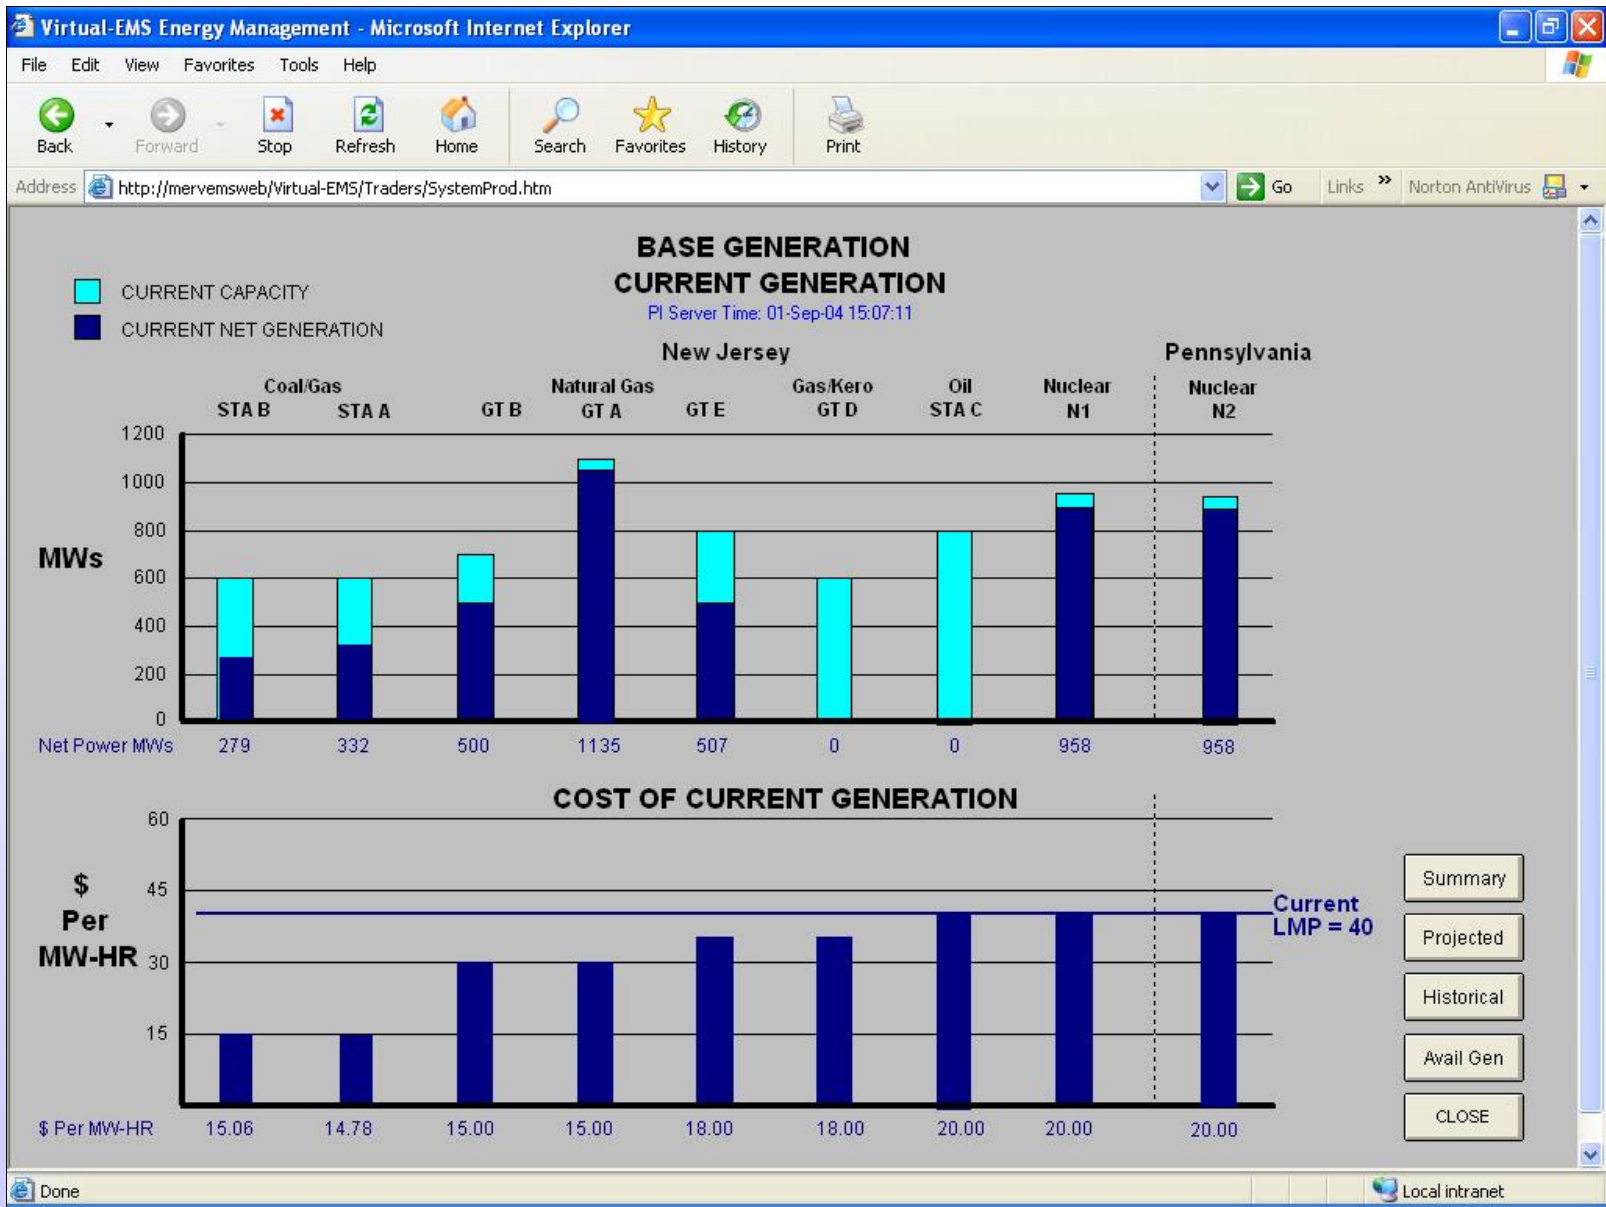 Virtual-EMS Energy Management - Microsoft Internet Explorer
File Edit View Favorites Tools Help
Back Forward Stop Refresh Home Search Favorites History Print
Address http://mervemsweb/Virtual-EMS/Traders/SystemProd.htm Go Links » Norton AntiVirus
BASE GENERATION
CURRENT GENERATION
PI Server Time: 01-Sep-04 15:07:11
CURRENT CAPACITY
CURRENT NET GENERATION
New Jersey Pennsylvania
Coal/Gas Natural Gas Gas/Kero Oil Nuclear Nuclear
STA B STA A GT B GT A GT E GT D STA C N1 N2
1200
1000
800
MWs
600
400
200
0
Net Power MWs 279 332 500 1135 507 0 0 958 958
COST OF CURRENT GENERATION
60
45
$
Per
MW-HR
30
15
Current
LMP = 40
$ Per MW-HR 15.06 14.78 15.00 15.00 18.00 18.00 20.00 20.00 20.00
Summary
Projected
Historical
Avail Gen
CLOSE
Done Local intranet